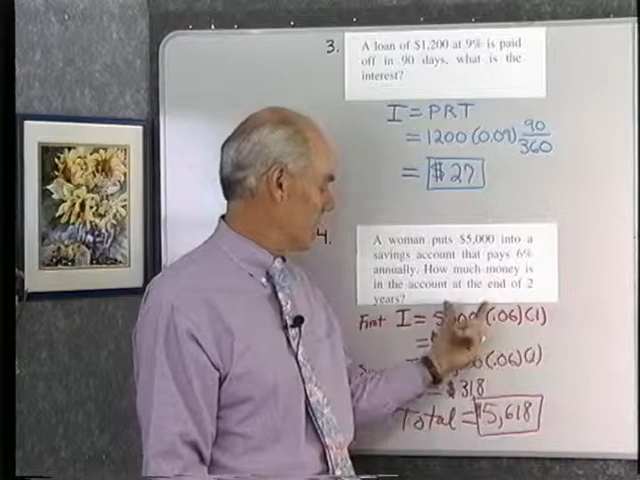 3.
A loan of $1,200 at 9% is paid
off in 90 days, what is the
interest?
I = PRT
= 1200 (0.09) 90/360
= $27
4.
A woman puts $5,000 into a
savings account that pays 6%
annually. How much money is
in the account at the end of 2
years?
First I = (.06)(1)
=
(.06)(1)
= $318
Total = $5,618